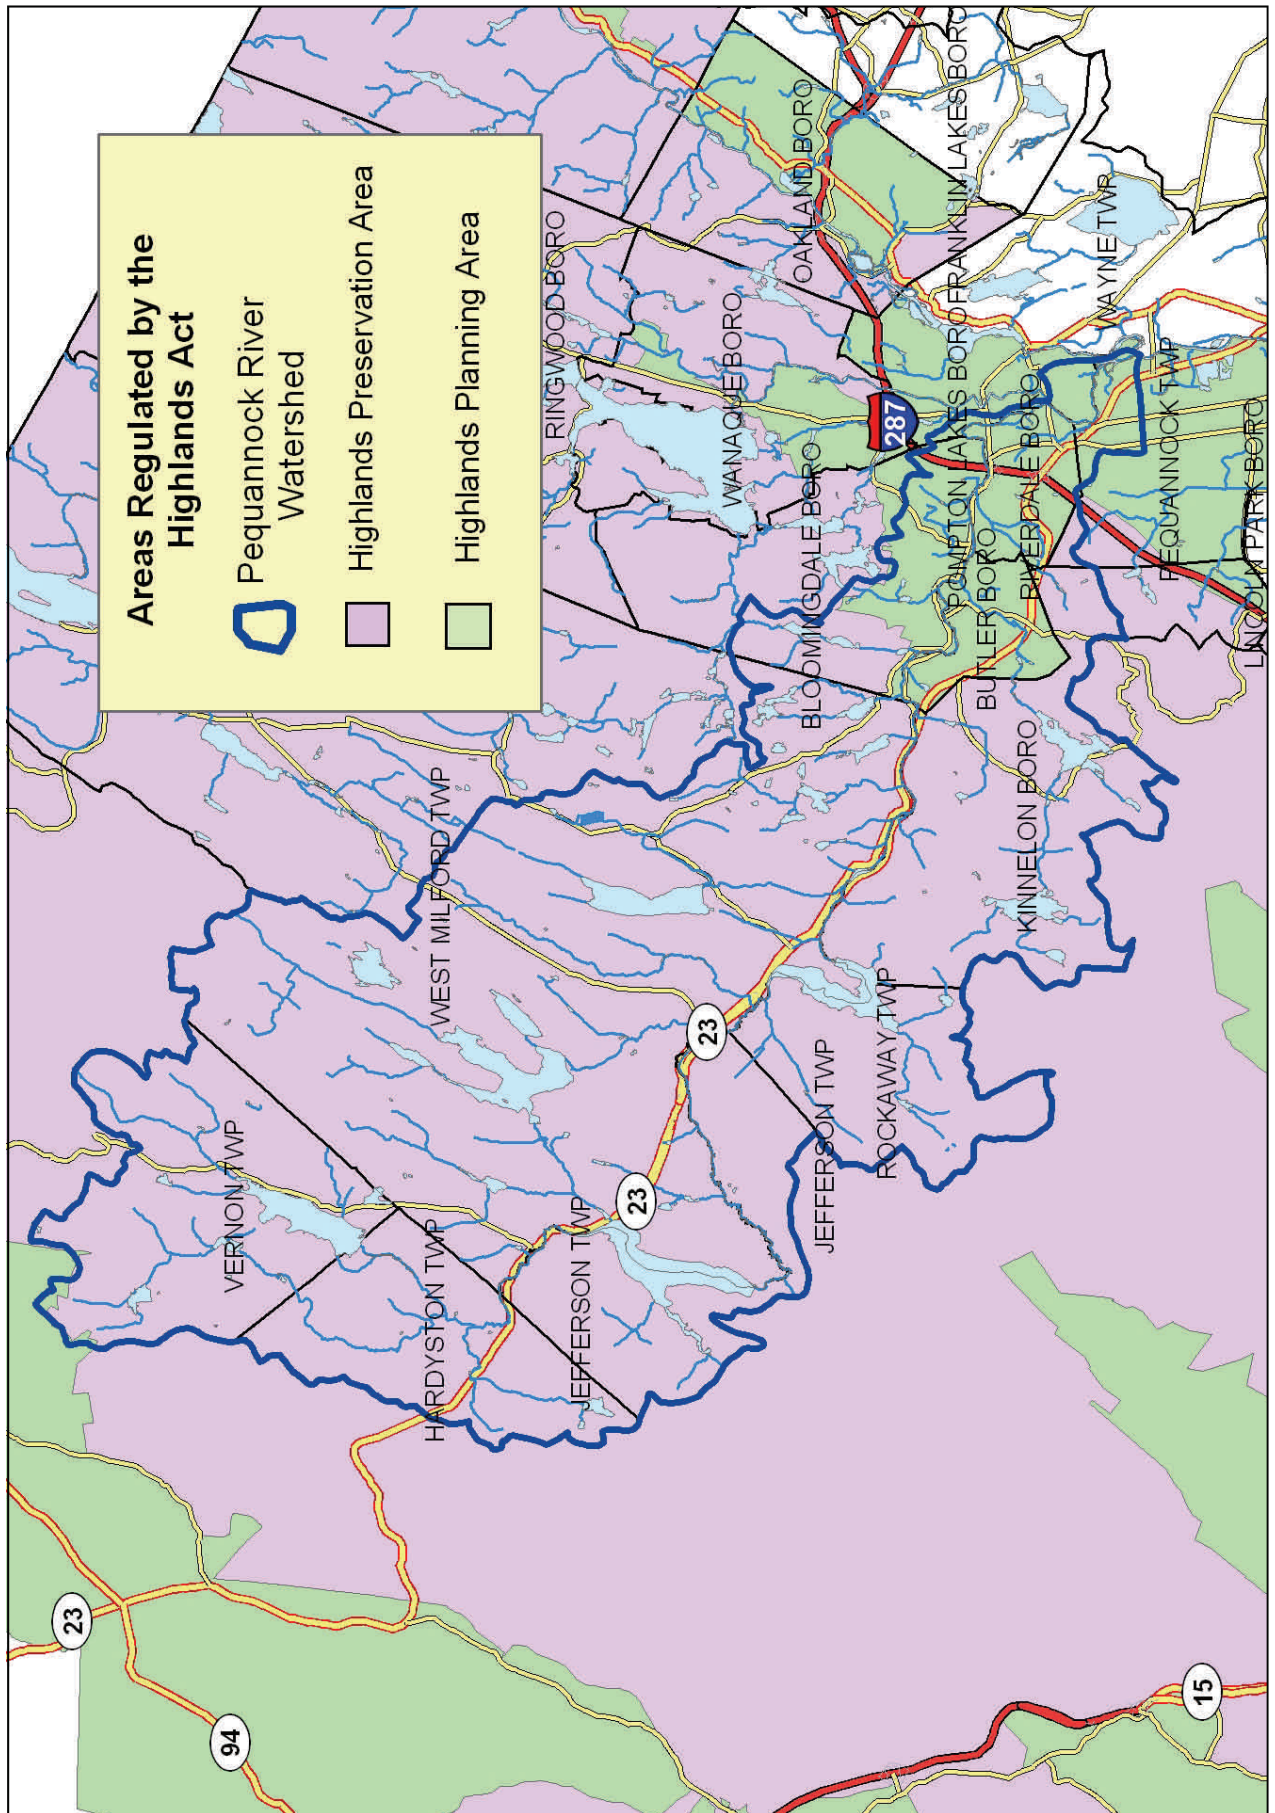 Areas Regulated by the
Highlands Act
Pequannock River
Watershed
Highlands Preservation Area
Highlands Planning Area
23
94
15
VERNON TWP
HARDYSTON TWP
JEFFERSON TWP
23
23
WEST MILFORD TWP
JEFFERSON TWP
ROCKAWAY TWP
KINNELON BORO
RINGWOOD BORO
WANAQUE BORO
BLOOMINGDALE BORO
OAKLAND BORO
287
POMPTON LAKES BORO
FRANKLIN LAKES BORO
BUTLER BORO
RIVERDALE BORO
WAYNE TWP
PEQUANNOCK TWP
LINCOLN PARK BORO